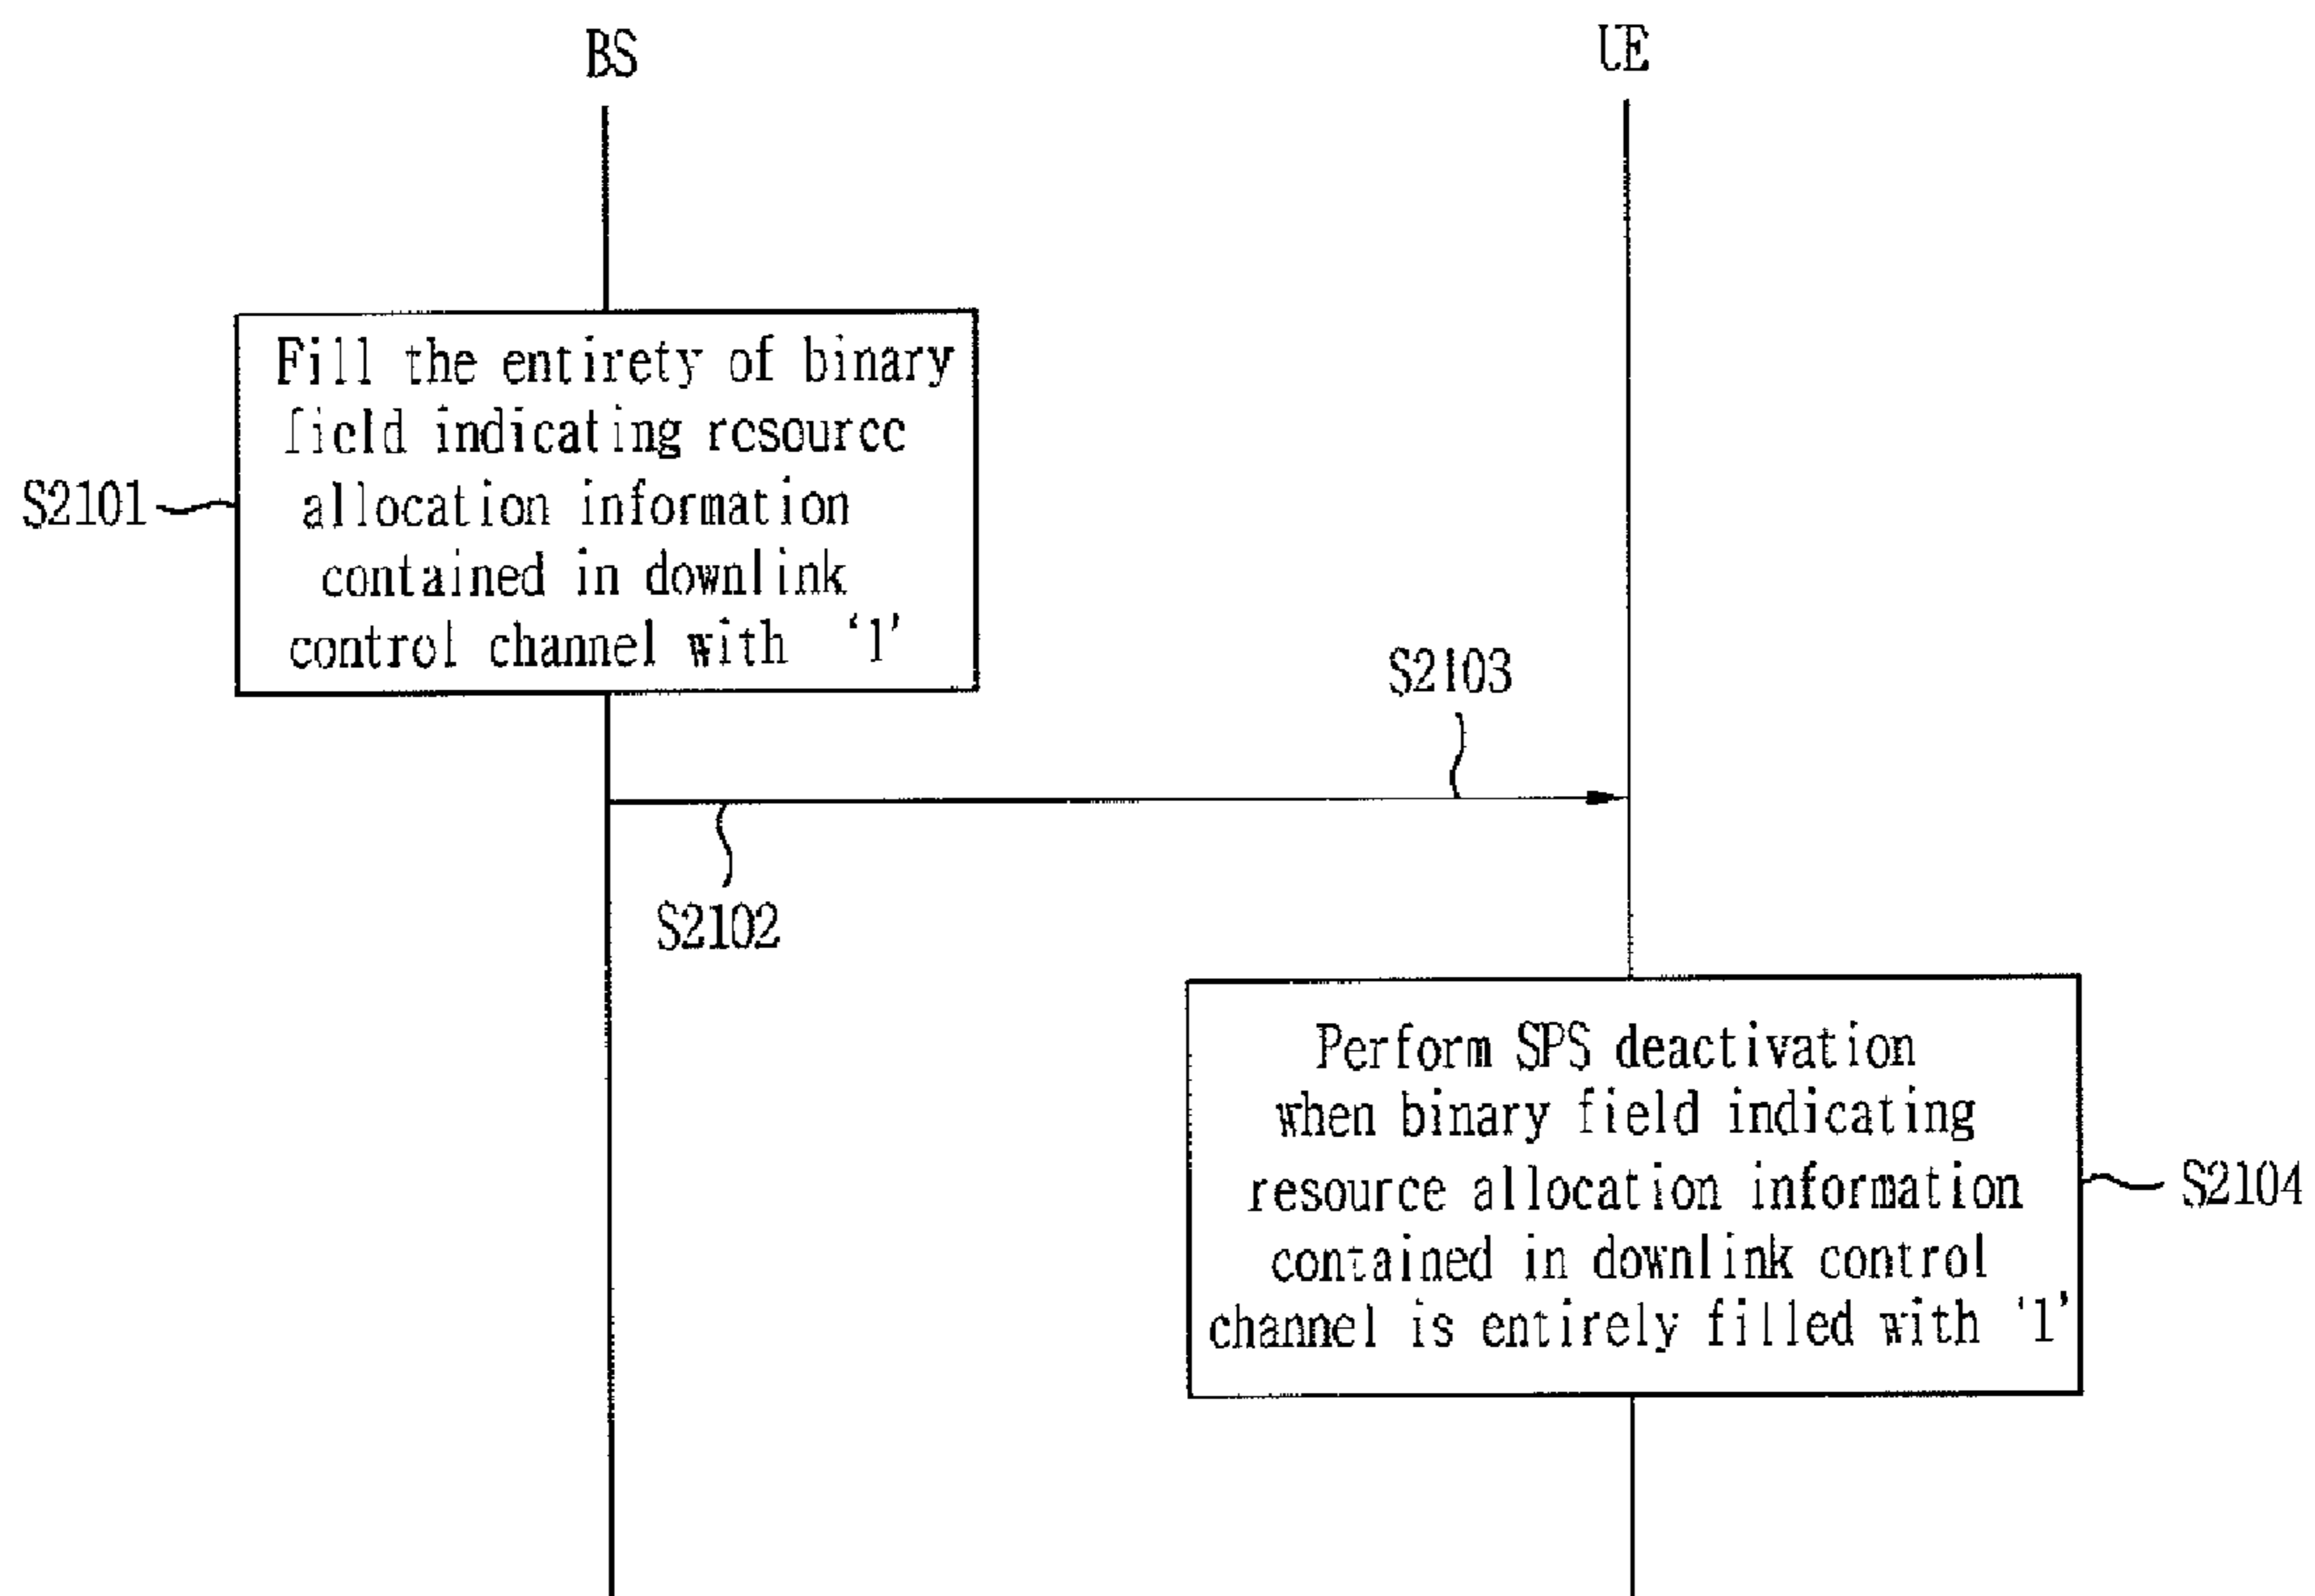 BS
UE
Fill the entirety of binary
field indicating resource
allocation information
contained in downlink
control channel with ‘1’
S2101
S2103
S2102
Perform SPS deactivation
when binary field indicating
resource allocation information
contained in downlink control
channel is entirely filled with ‘1’
S2104